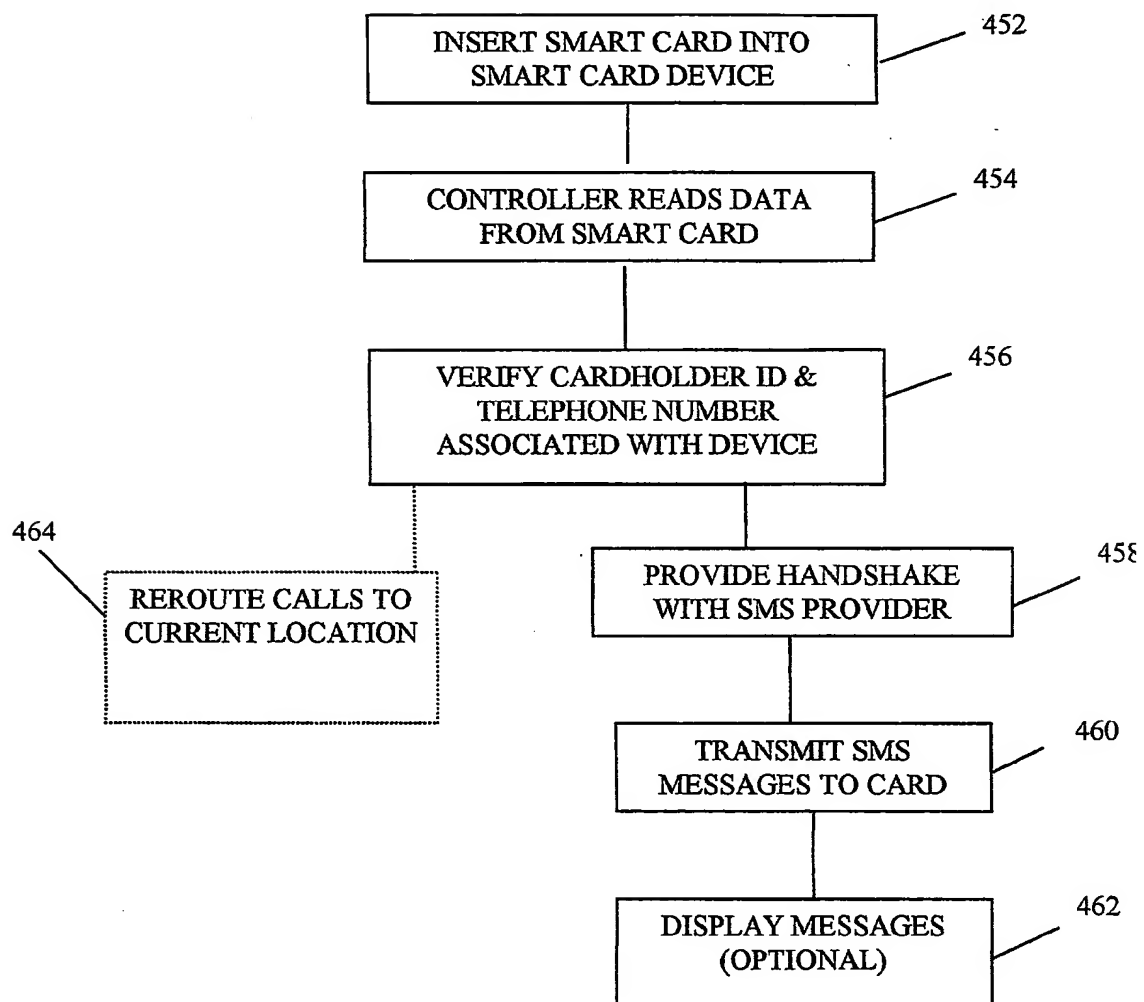 452
INSERT SMART CARD INTO
SMART CARD DEVICE
454
CONTROLLER READS DATA
FROM SMART CARD
456
VERIFY CARDHOLDER ID &
TELEPHONE NUMBER
ASSOCIATED WITH DEVICE
464
REROUTE CALLS TO
CURRENT LOCATION
458
PROVIDE HANDSHAKE
WITH SMS PROVIDER
460
TRANSMIT SMS
MESSAGES TO CARD
462
DISPLAY MESSAGES
(OPTIONAL)